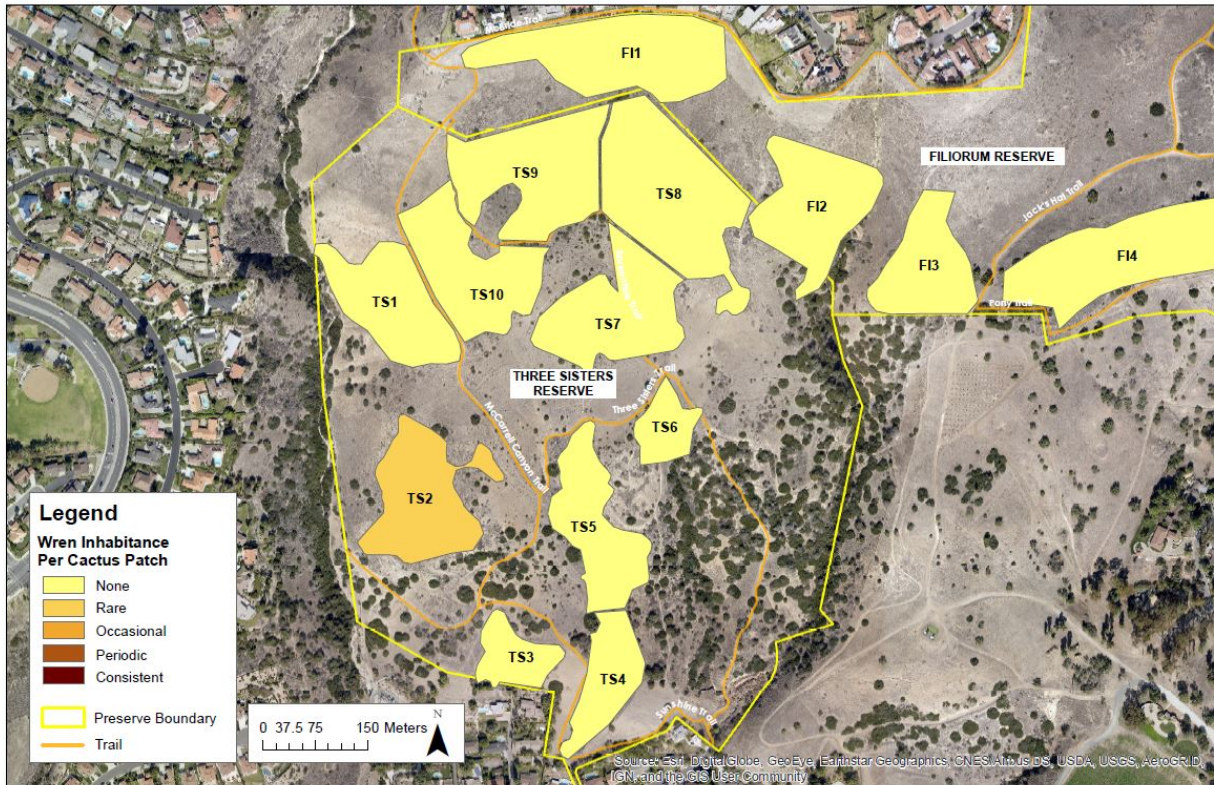 FI1
TS9
TS8
FI2
FILIORUM RESERVE
Jack's Hat Trail
FI3
FI4
Pony Trail
TS1
TS10
TS7
THREE SISTERS
RESERVE
Three Sisters Trail
McCarrell Canyon Trail
TS6
TS2
TS5
TS3
TS4
Sunshine Trail
Legend
Wren Inhabitance
Per Cactus Patch
None
Rare
Occasional
Periodic
Consistent
Preserve Boundary
Trail
0 37.5 75 150 Meters
N
Source: Esri, DigitalGlobe, GeoEye, Earthstar Geographics, CNES/Airbus DS, USDA, USGS, AeroGRID,
IGN, and the GIS User Community